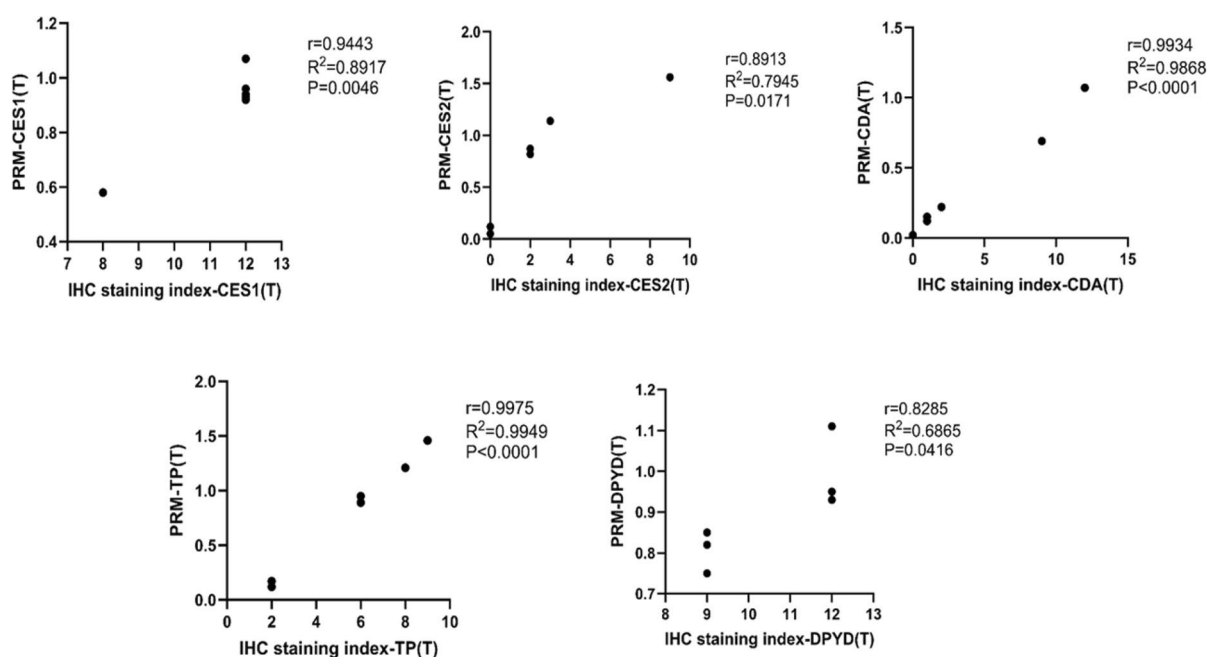 1.2
1.0
0.8
0.6
0.4
PRM-CES1(T)
7 8 9 10 11 12 13
IHC staining index-CES1(T)
r=0.9443
R²=0.8917
P=0.0046
2.0
1.5
1.0
0.5
0.0
PRM-CES2(T)
0 2 4 6 8 10
IHC staining index-CES2(T)
r=0.8913
R²=0.7945
P=0.0171
1.5
1.0
0.5
0.0
PRM-CDA(T)
0 5 10 15
IHC staining index-CDA(T)
r=0.9934
R²=0.9868
P<0.0001
2.0
1.5
1.0
0.5
0.0
PRM-TP(T)
0 2 4 6 8 10
IHC staining index-TP(T)
r=0.9975
R²=0.9949
P<0.0001
1.2
1.1
1.0
0.9
0.8
0.7
PRM-DPYD(T)
8 9 10 11 12 13
IHC staining index-DPYD(T)
r=0.8285
R²=0.6865
P=0.0416